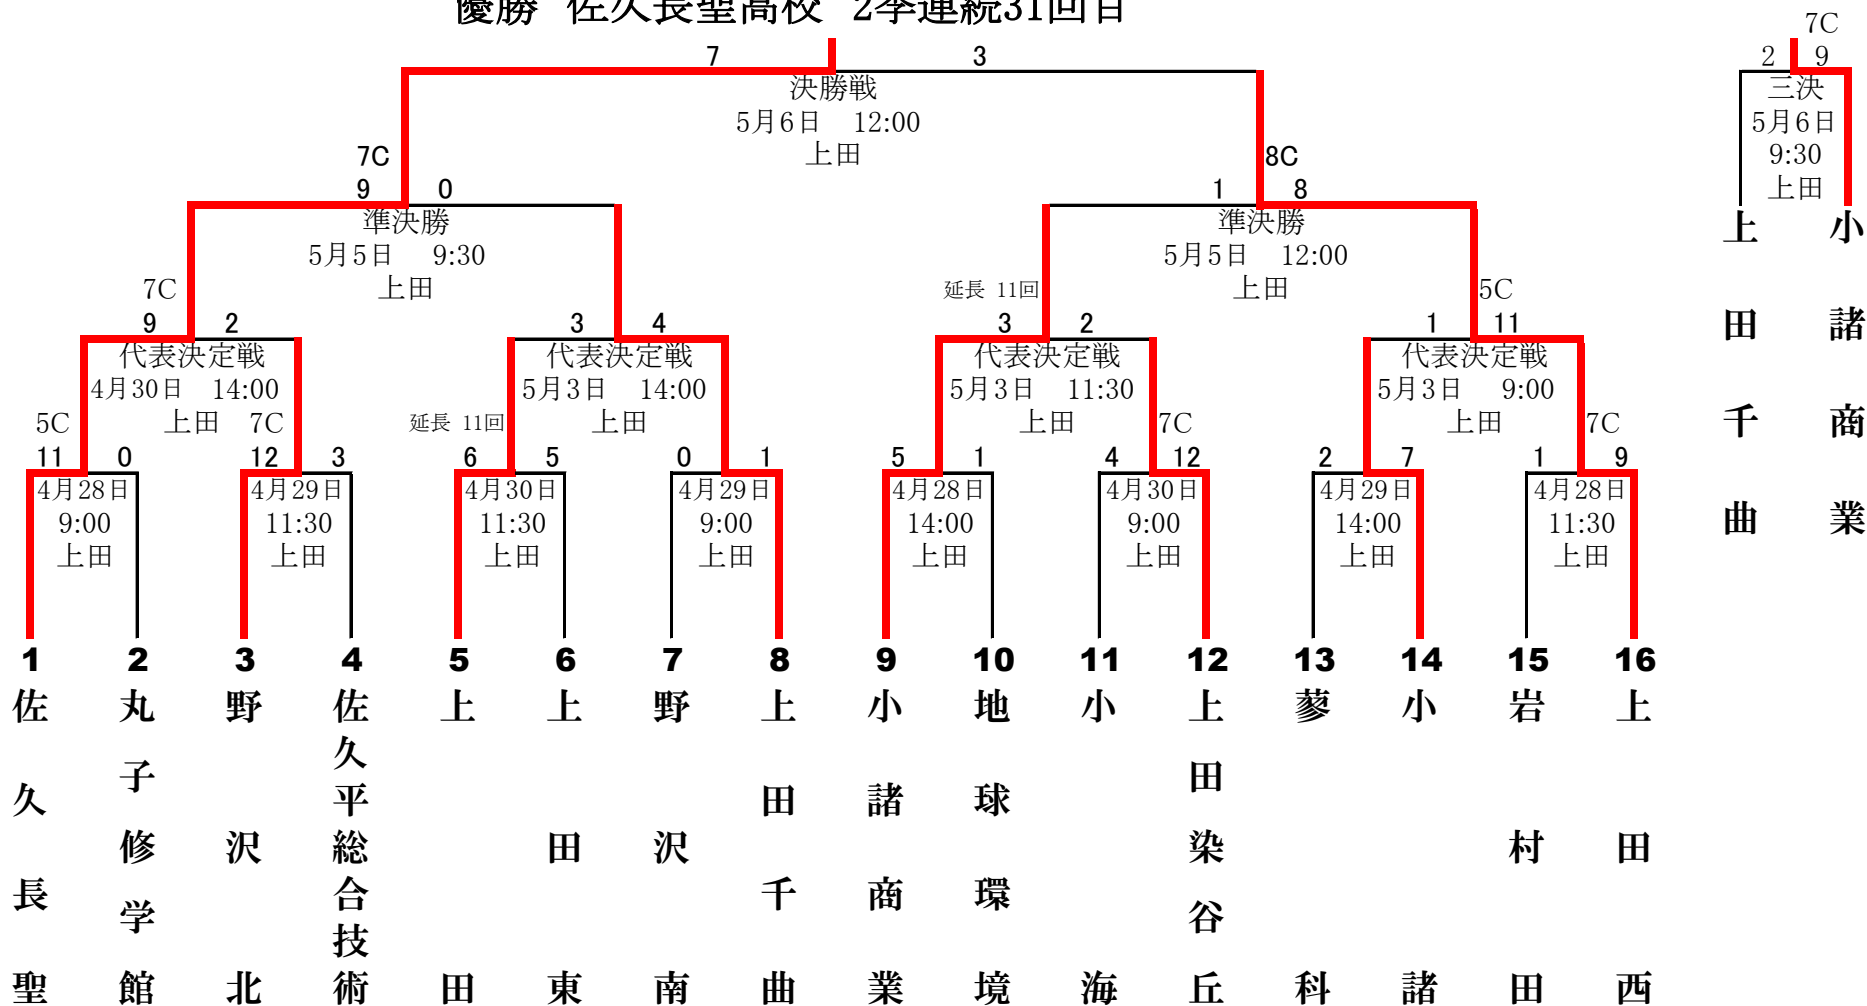 優勝 佐久長聖高校 2季連続31回目
7 3
決勝戦
5月6日 12:00
上田
7C
2 9
三決
5月6日
9:30
上田
上田千曲
小諸商業
7C
9 0
準決勝
5月5日 9:30
上田
8C
1 8
準決勝
5月5日 12:00
上田
7C
9 2
代表決定戦
4月30日 14:00
上田
3 4
代表決定戦
5月3日 14:00
上田
延長 11回
3 2
代表決定戦
5月3日 11:30
上田
5C
1 11
代表決定戦
5月3日 9:00
上田
5C
11 0
4月28日
9:00
上田
7C
12 3
4月29日
11:30
上田
延長 11回
6 5
4月30日
11:30
上田
0 1
4月29日
9:00
上田
5 1
4月28日
14:00
上田
7C
4 12
4月30日
9:00
上田
2 7
4月29日
14:00
上田
7C
1 9
4月28日
11:30
上田
1 2 3 4 5 6 7 8 9 10 11 12 13 14 15 16
佐久長聖
丸子修学館
野沢北
佐久平総合技術
上田
上田東
野沢南
上田千曲
小諸商業
地球環境
小海
上田染谷丘
蓼科
小諸
岩村田
上田西